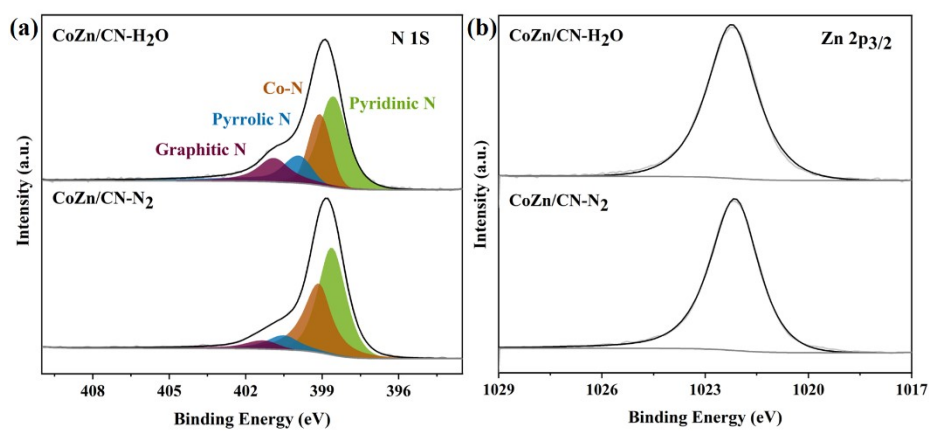 (a)
CoZn/CN-H2O
N 1S
Co-N
Pyridinic N
Pyrrolic N
Graphitic N
CoZn/CN-N2
Intensity (a.u.)
408 405 402 399 396
Binding Energy (eV)
(b)
CoZn/CN-H2O
Zn 2p3/2
CoZn/CN-N2
Intensity (a.u.)
1029 1026 1023 1020 1017
Binding Energy (eV)